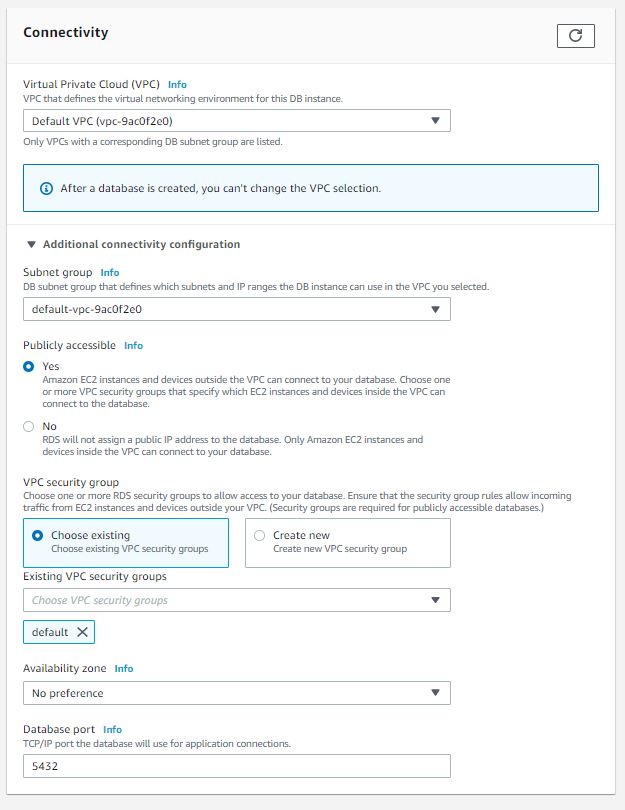 Connectivity
Virtual Private Cloud (VPC) Info
VPC that defines the virtual networking environment for this DB instance.
Default VPC (vpc-9ac0f2e0)
Only VPCs with a corresponding DB subnet group are listed.
After a database is created, you can't change the VPC selection.
Additional connectivity configuration
Subnet group Info
DB subnet group that defines which subnets and IP ranges the DB instance can use in the VPC you selected.
default-vpc-9ac0f2e0
Publicly accessible Info
Yes
Amazon EC2 instances and devices outside the VPC can connect to your database. Choose one
or more VPC security groups that specify which EC2 instances and devices inside the VPC can
connect to the database.
No
RDS will not assign a public IP address to the database. Only Amazon EC2 instances and
devices inside the VPC can connect to your database.
VPC security group
Choose one or more RDS security groups to allow access to your database. Ensure that the security group rules allow incoming
traffic from EC2 instances and devices outside your VPC. (Security groups are required for publicly accessible databases.)
Choose existing
Choose existing VPC security groups
Create new
Create new VPC security group
Existing VPC security groups
Choose VPC security groups
default
Availability zone Info
No preference
Database port Info
TCP/IP port the database will use for application connections.
5432